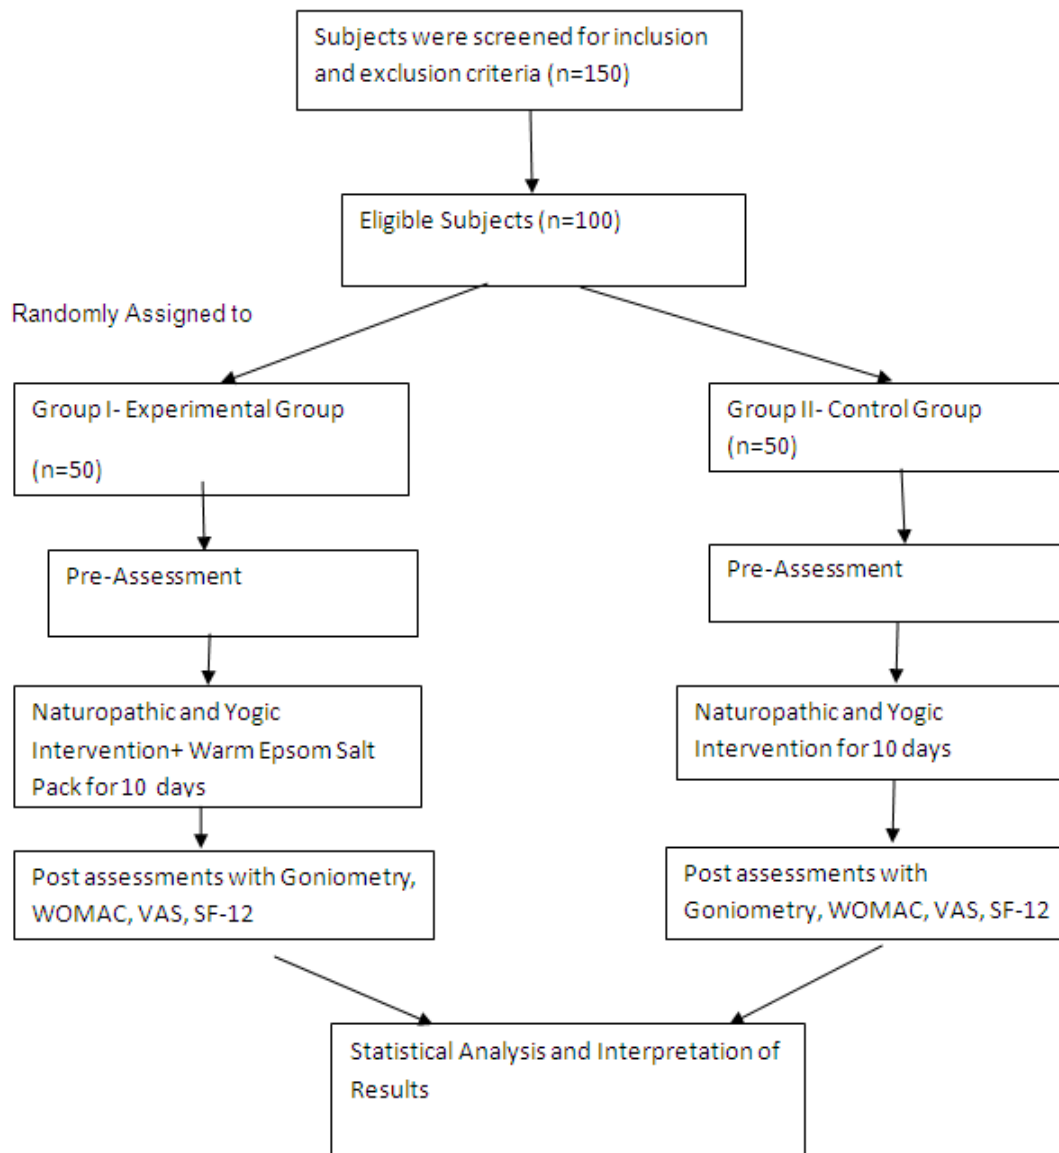 Subjects were screened for inclusion
and exclusion criteria (n=150)
Eligible Subjects (n=100)
Randomly Assigned to
Group I- Experimental Group
(n=50)
Group II- Control Group
(n=50)
Pre-Assessment
Pre-Assessment
Naturopathic and Yogic
Intervention+ Warm Epsom Salt
Pack for 10 days
Naturopathic and Yogic
Intervention for 10 days
Post assessments with Goniometry,
WOMAC, VAS, SF-12
Post assessments with
Goniometry, WOMAC, VAS, SF-12
Statistical Analysis and Interpretation of
Results